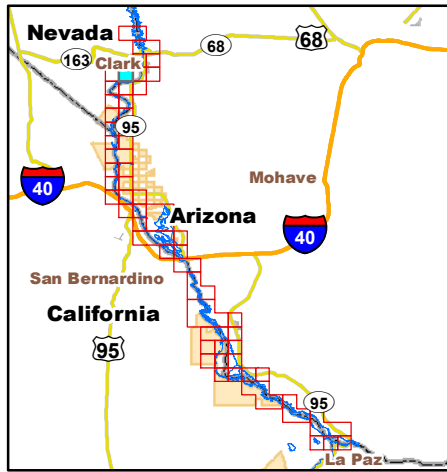 Nevada
68
68
163
Clark
95
Mohave
40
Arizona
40
San Bernardino
California
95
95
La Paz